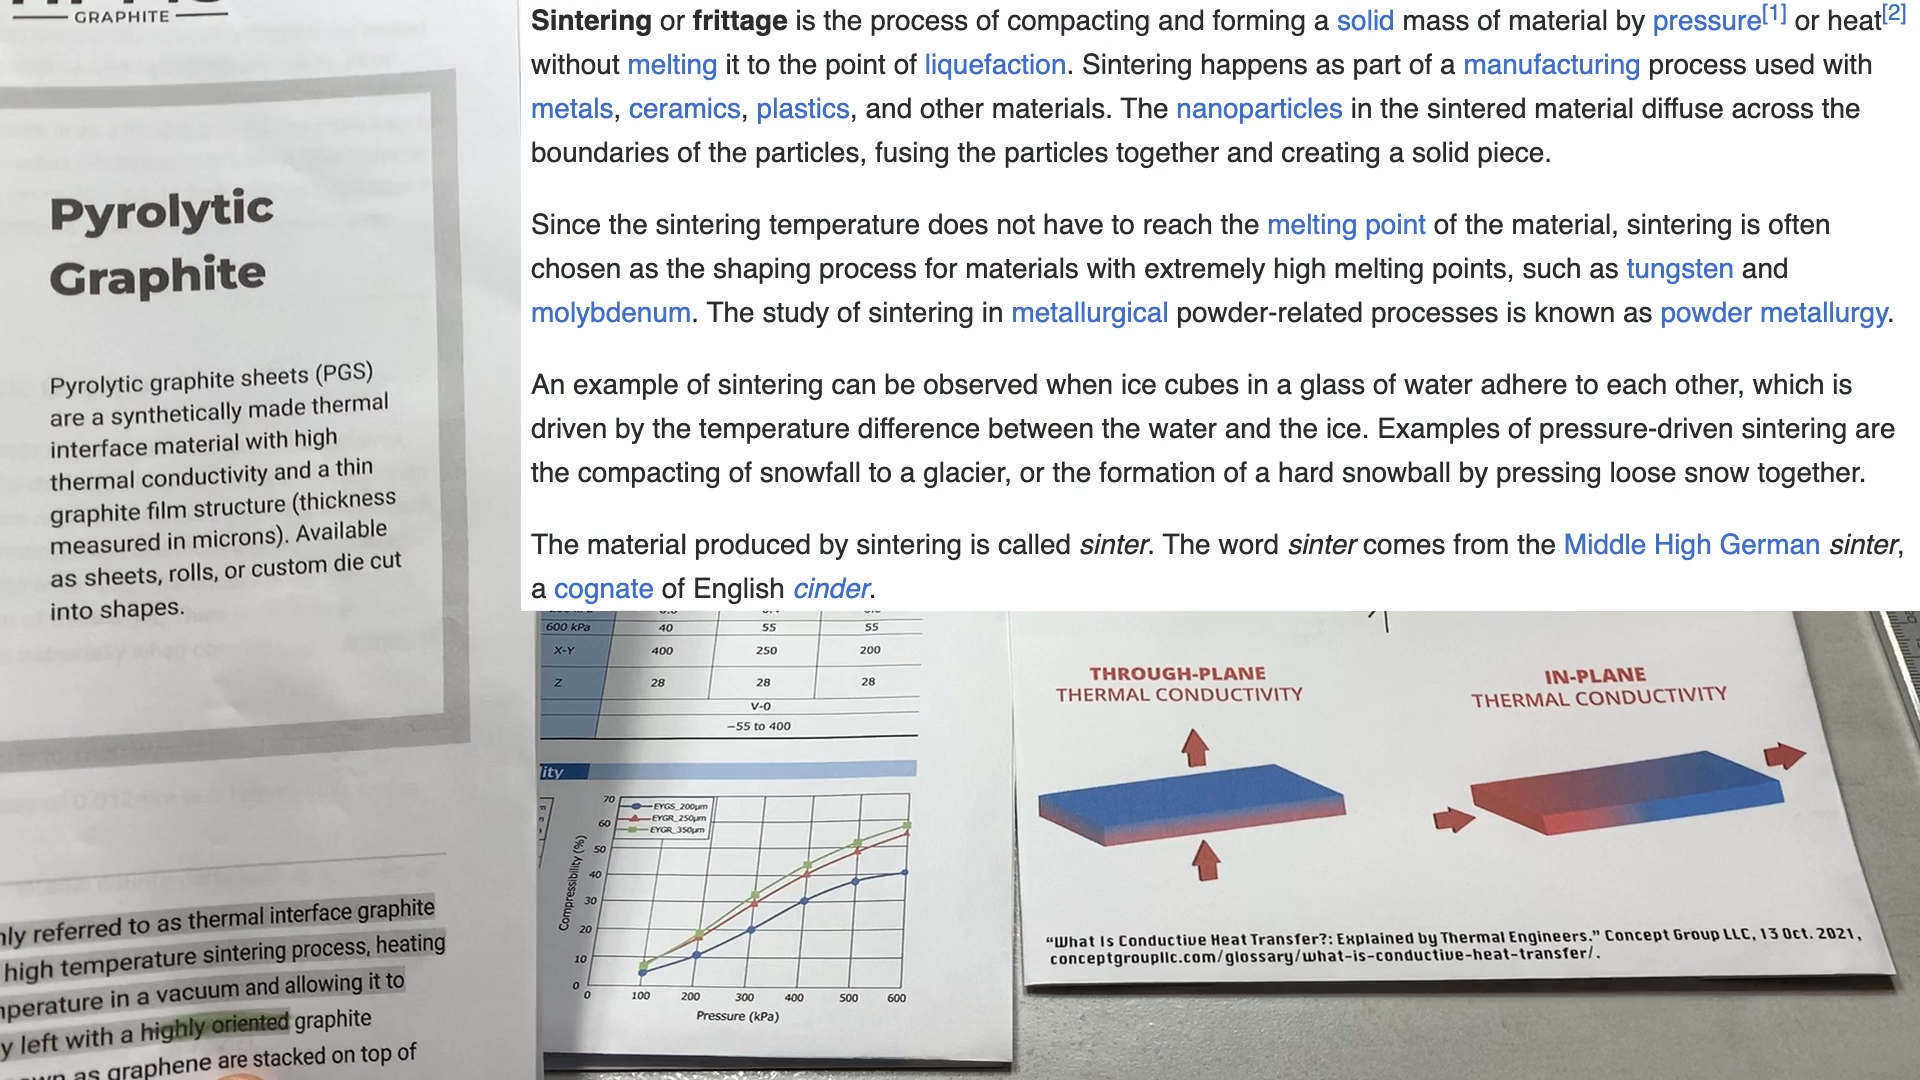 GRAPHITE
Pyrolytic
Graphite
Pyrolytic graphite sheets (PGS)
are a synthetically made thermal
interface material with high
thermal conductivity and a thin
graphite film structure (thickness
measured in microns). Available
as sheets, rolls, or custom die cut
into shapes.
referred to as thermal interface graphite
high temperature sintering process, heating
in a vacuum and allowing it to
left with a highly oriented graphite
as graphene are stacked on top of
Sintering or frittage is the process of compacting and forming a solid mass of material by pressure[1] or heat[2]
without melting it to the point of liquefaction. Sintering happens as part of a manufacturing process used with
metals, ceramics, plastics, and other materials. The nanoparticles in the sintered material diffuse across the
boundaries of the particles, fusing the particles together and creating a solid piece.
Since the sintering temperature does not have to reach the melting point of the material, sintering is often
chosen as the shaping process for materials with extremely high melting points, such as tungsten and
molybdenum. The study of sintering in metallurgical powder-related processes is known as powder metallurgy.
An example of sintering can be observed when ice cubes in a glass of water adhere to each other, which is
driven by the temperature difference between the water and the ice. Examples of pressure-driven sintering are
the compacting of snowfall to a glacier, or the formation of a hard snowball by pressing loose snow together.
The material produced by sintering is called sinter. The word sinter comes from the Middle High German sinter,
a cognate of English cinder.
600 kPa 40 55 55
X-Y 400 250 200
Z 28 28 28
V-0
−55 to 400
EYGS_200μm
EYGR_250μm
EYGR_350μm
Compressibility (%)
70
60
50
40
30
20
10
0
0 100 200 300 400 500 600
Pressure (kPa)
THROUGH-PLANE
THERMAL CONDUCTIVITY
IN-PLANE
THERMAL CONDUCTIVITY
"What Is Conductive Heat Transfer?: Explained by Thermal Engineers." Concept Group LLC, 13 Oct. 2021,
conceptgroupllc.com/glossary/what-is-conductive-heat-transfer/.